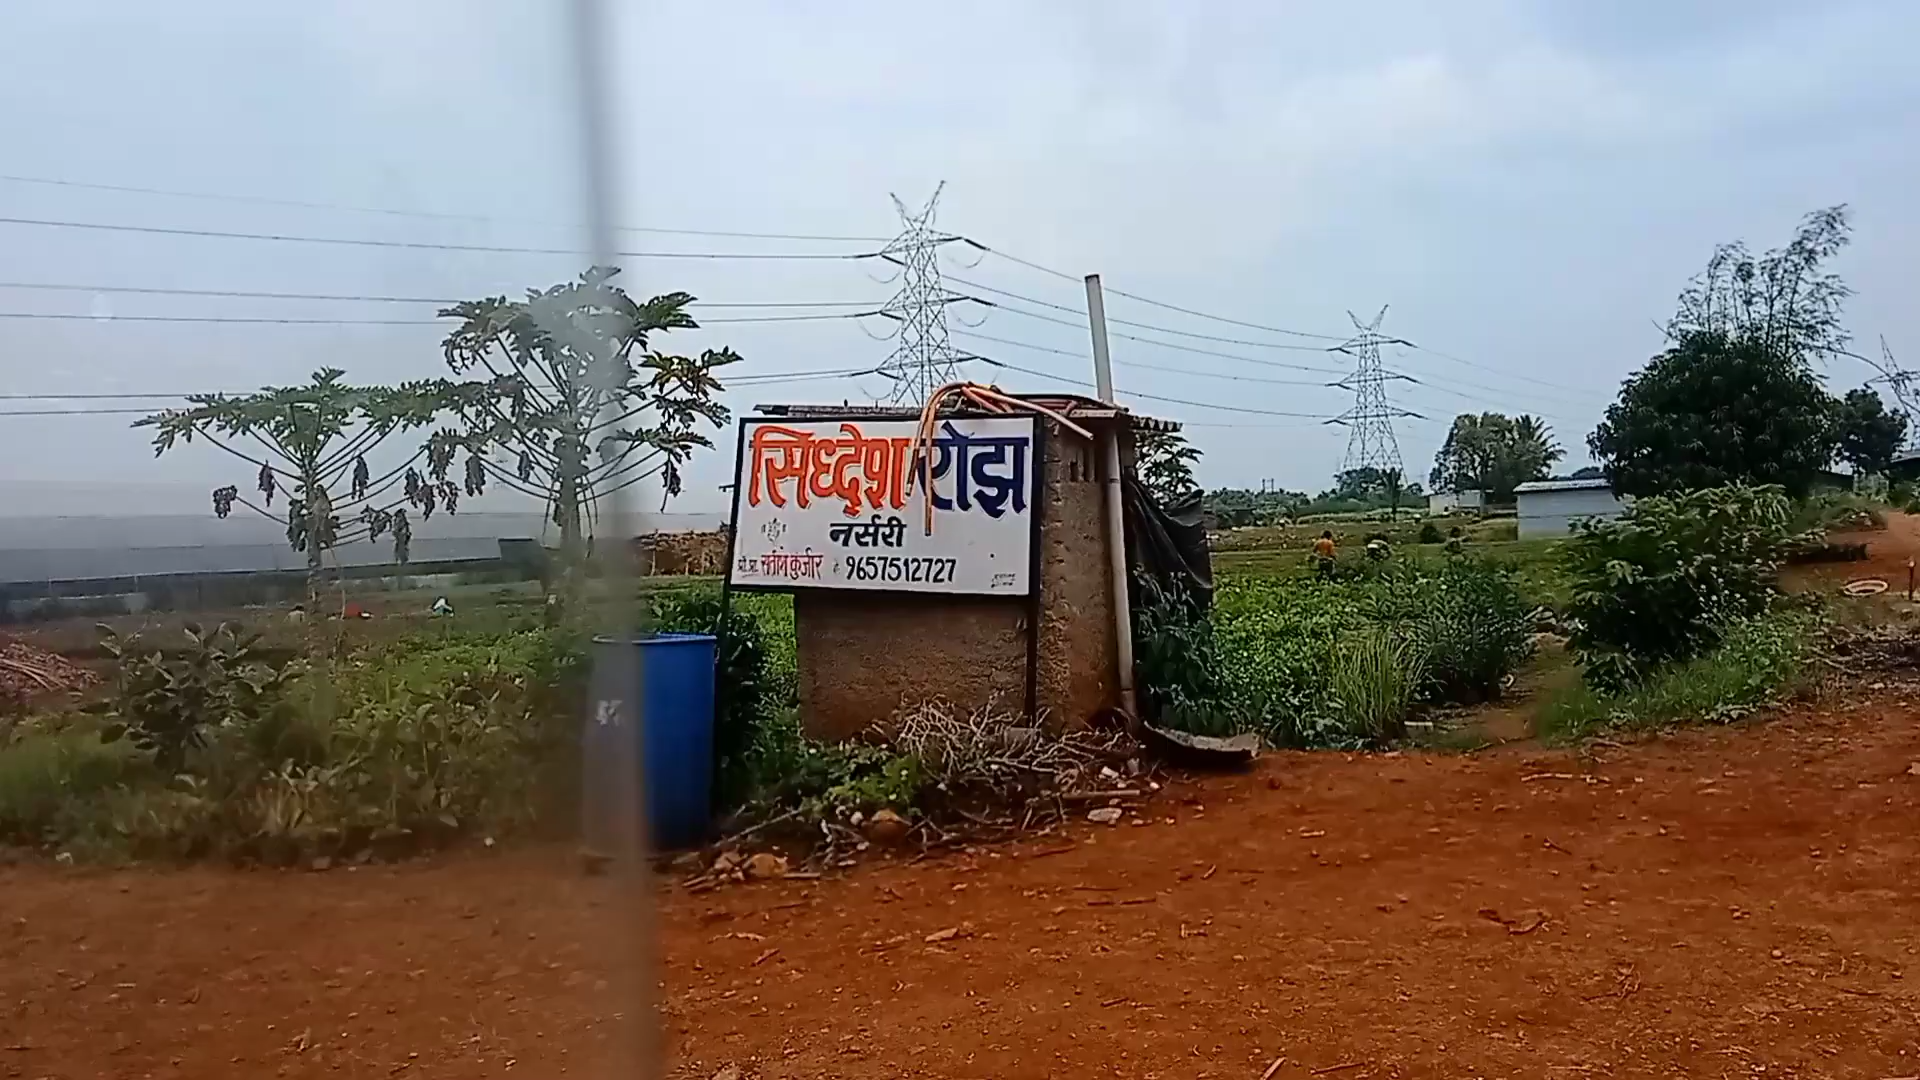 सिध्देश रोझ
नर्सरी
प्रो.प्रा. कुंजीर मो. 9657512727